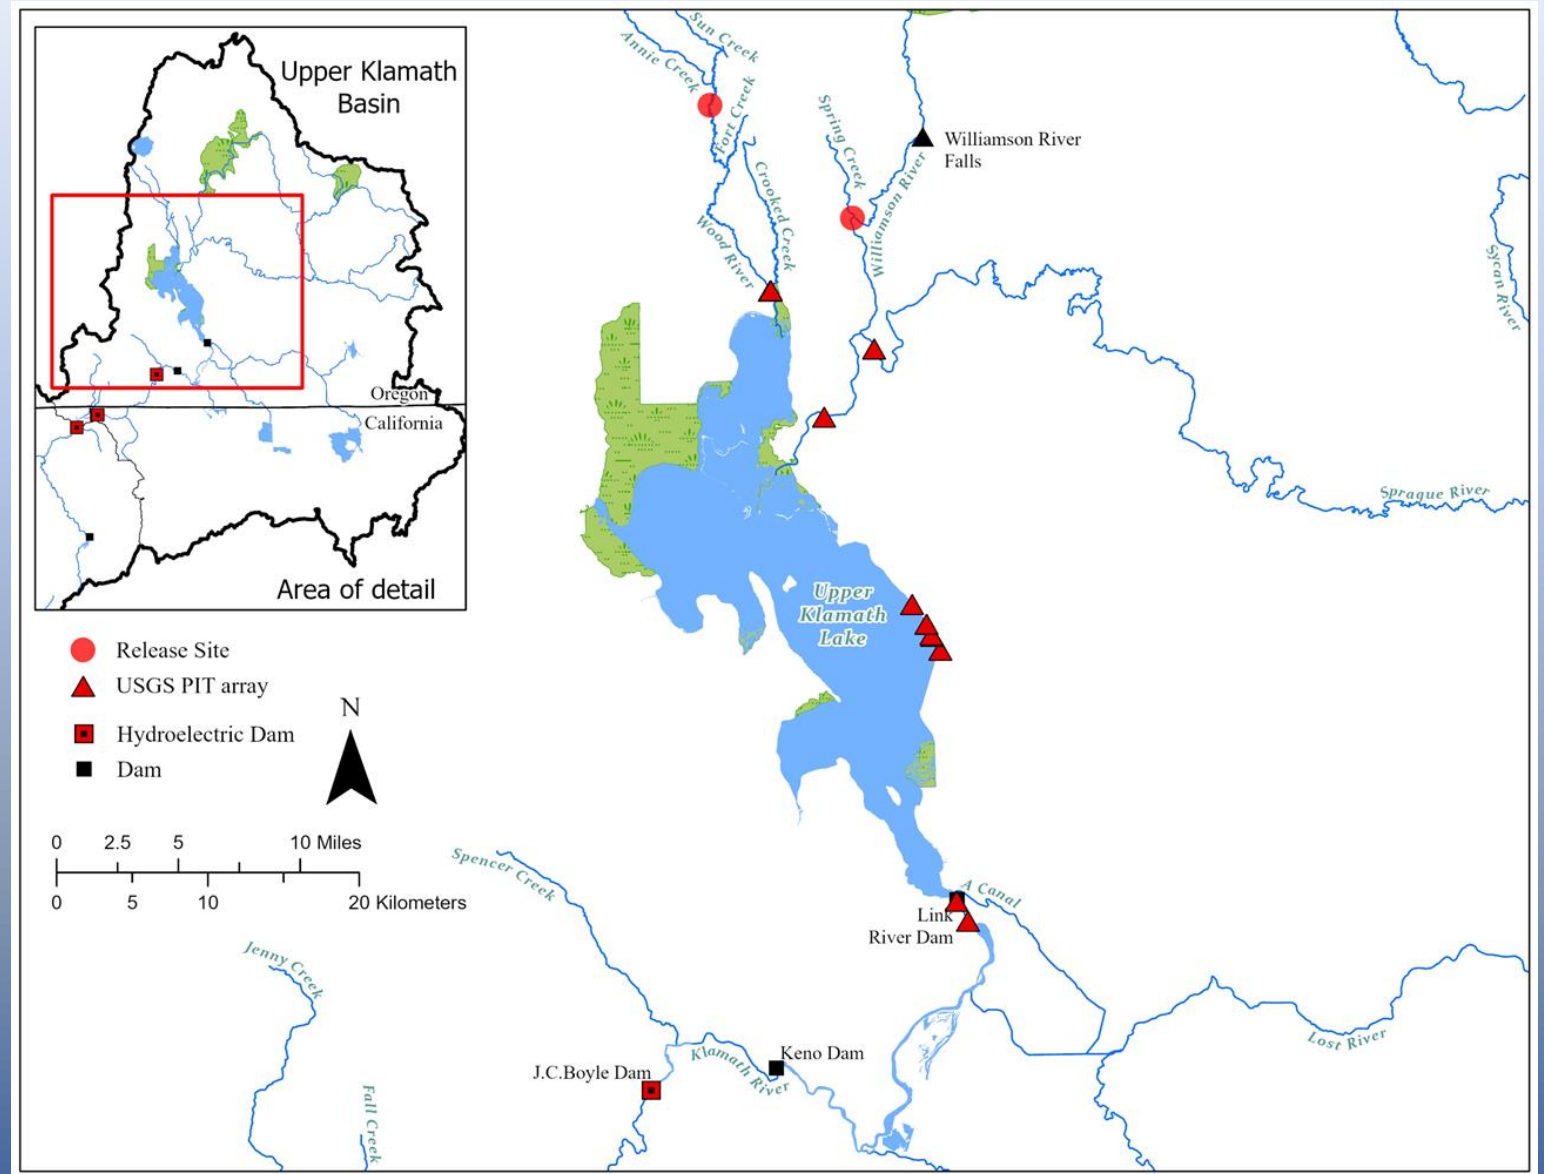 Upper Klamath
Basin
Oregon
California
Area of detail
Release Site
USGS PIT array
Hydroelectric Dam
Dam
N
0 2.5 5 10 Miles
0 5 10 20 Kilometers
Sun Creek
Annie Creek
Fort Creek
Spring Creek
Williamson River
Falls
Crooked Creek
Williamson River
Wood River
Sycan River
Sprague River
Upper
Klamath
Lake
Spencer Creek
A Canal
Link
River Dam
Jenny Creek
Lost River
Keno Dam
Klamath River
J.C.Boyle Dam
Fall Creek